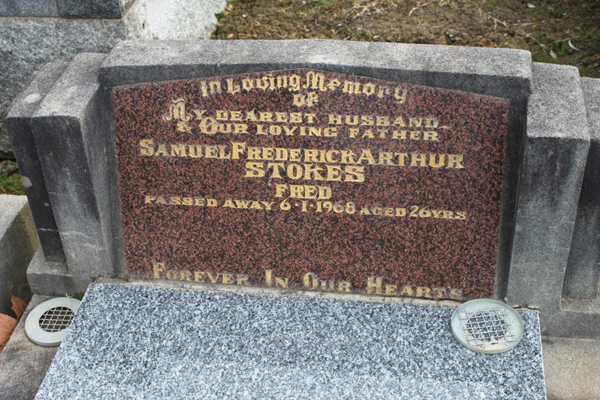 In Loving Memory
of
My dearest husband
& Our loving father
Samuel Frederick Arthur
STOKES
FRED
Passed away 6·1·1968 aged 26 yrs
Forever In Our Hearts